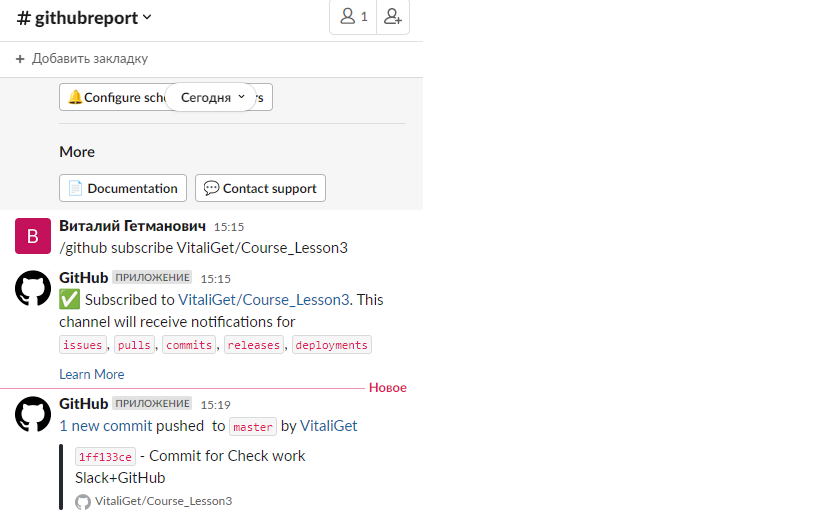 # githubreport
1
+ Добавить закладку
Configure sch
Сегодня
rs
More
Documentation
Contact support
В
Виталий Гетманович 15:15
/github subscribe VitaliGet/Course_Lesson3
GitHub ПРИЛОЖЕНИЕ 15:15
Subscribed to VitaliGet/Course_Lesson3. This
channel will receive notifications for
issues, pulls, commits, releases, deployments
Learn More
Новое
GitHub ПРИЛОЖЕНИЕ 15:19
1 new commit pushed to master by VitaliGet
1ff133ce - Commit for Check work
Slack+GitHub
VitaliGet/Course_Lesson3